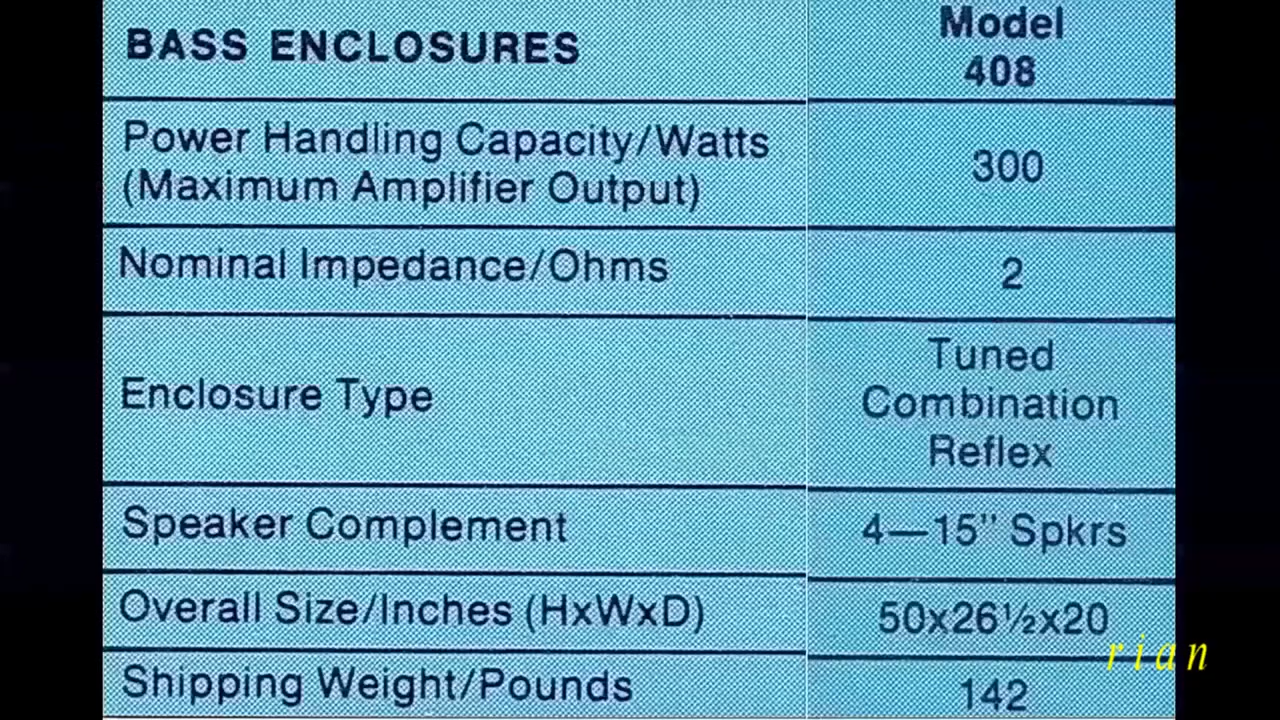 BASS ENCLOSURES
Model
408
Power Handling Capacity/Watts
(Maximum Amplifier Output)
300
Nominal Impedance/Ohms
2
Enclosure Type
Tuned
Combination
Reflex
Speaker Complement
4—15" Spkrs
Overall Size/Inches (HxWxD)
50x26½x20
Shipping Weight/Pounds
142
rian